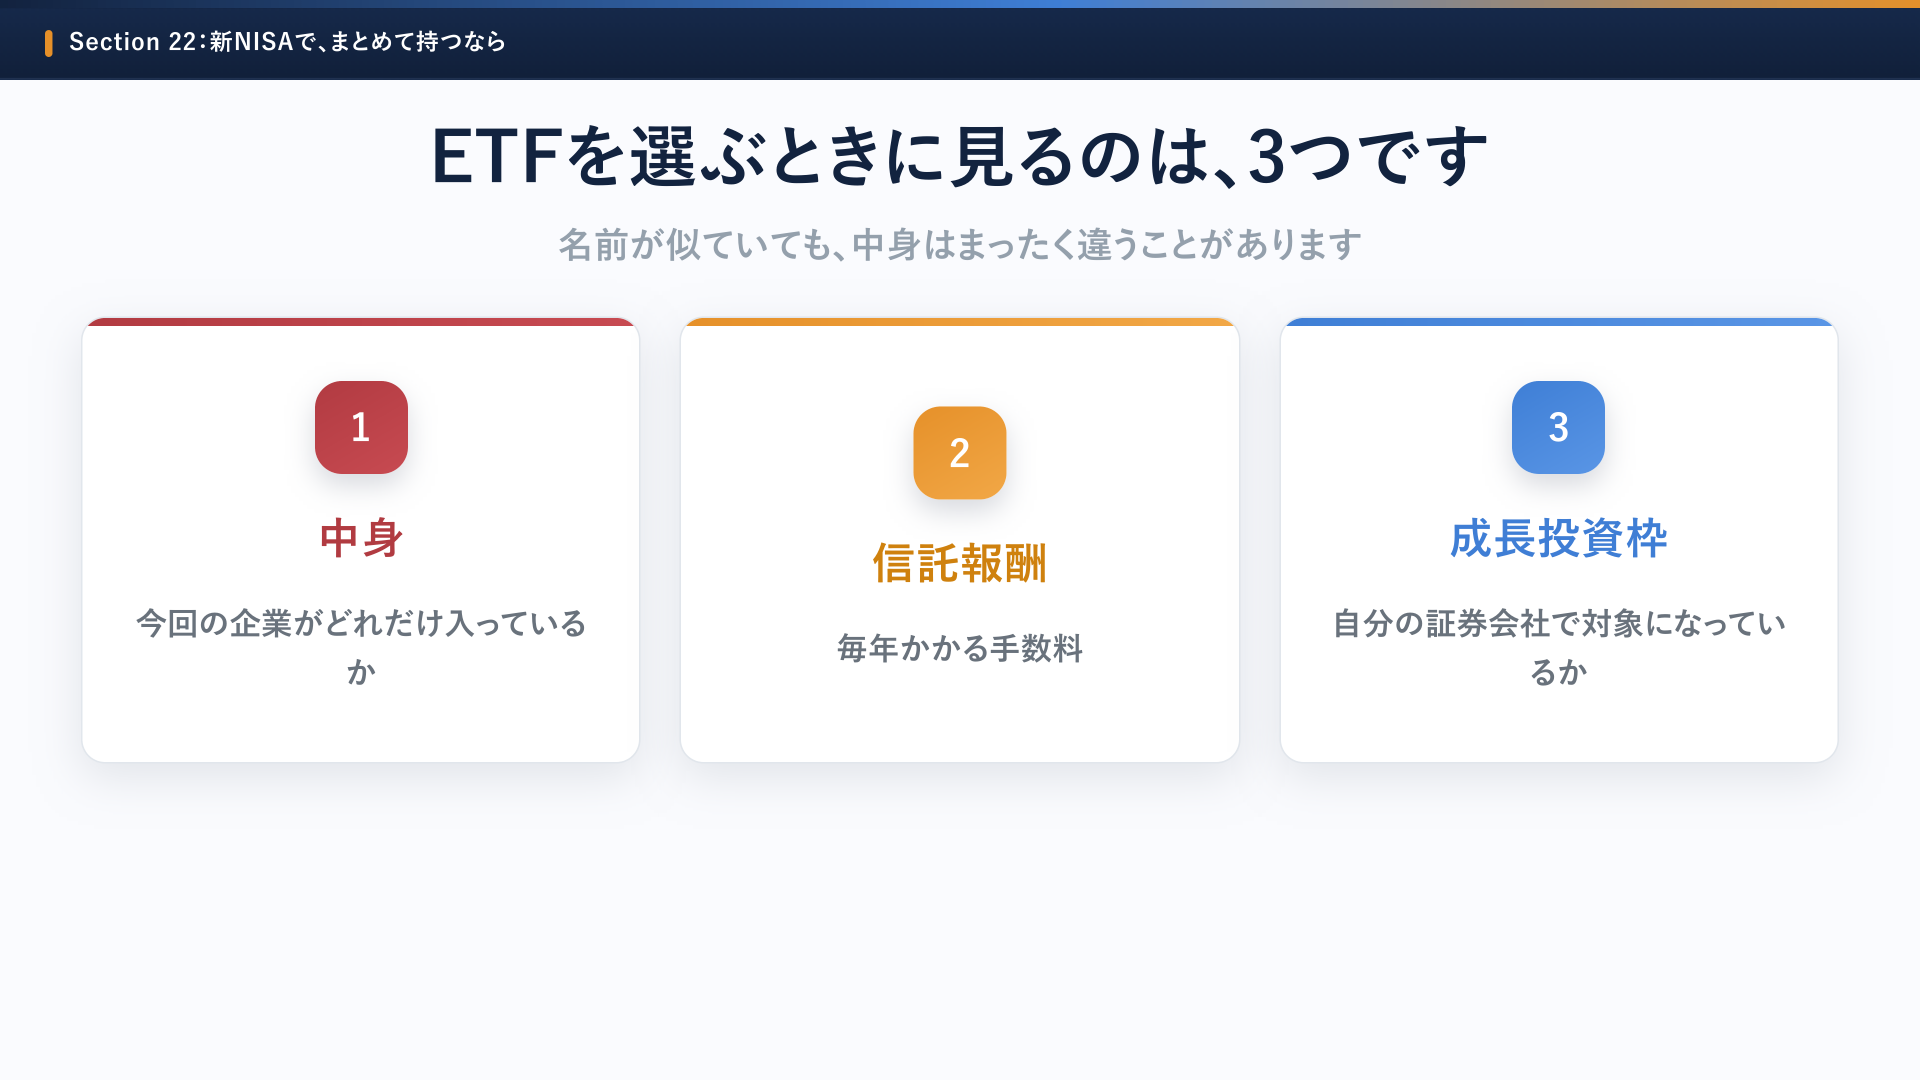 Section 22：新NISAで、まとめて持つなら
ETFを選ぶときに見るのは、3つです
名前が似ていても、中身はまったく違うことがあります
1
中身
今回の企業がどれだけ入っている
か
2
信託報酬
毎年かかる手数料
3
成長投資枠
自分の証券会社で対象になってい
るか